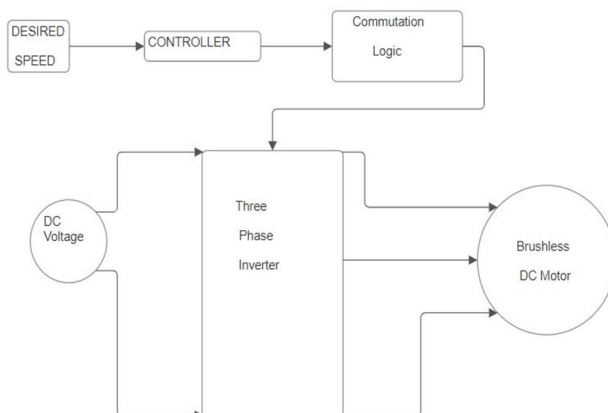 DESIRED
SPEED
CONTROLLER
Commutation
Logic
DC
Voltage
Three
Phase
Inverter
Brushless
DC Motor